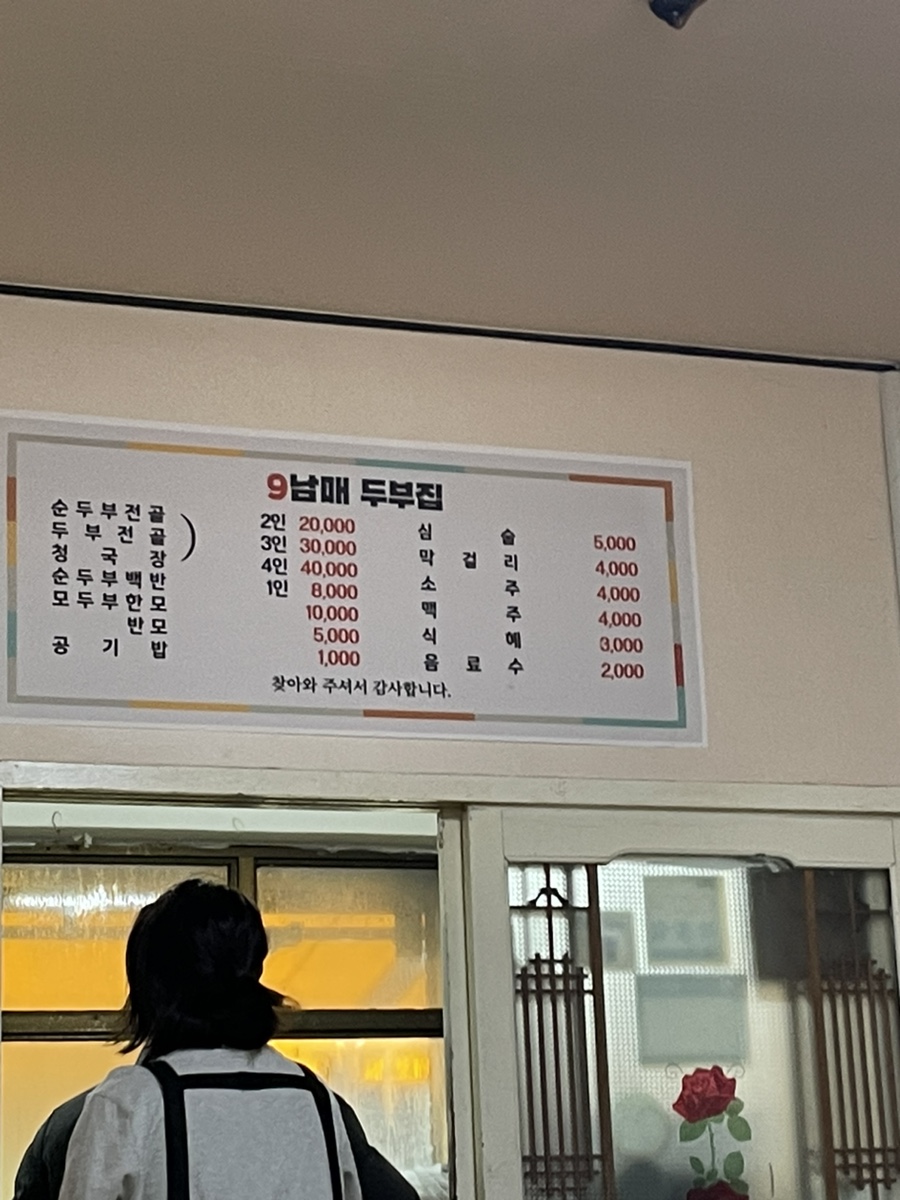 9남매 두부집
순두부전골
두부전골
청국장
순두부백반
모두부한모
반모
공기밥
2인 20,000
3인 30,000
4인 40,000
1인 8,000
10,000
5,000
1,000
심술 5,000
막걸리 4,000
소주 4,000
맥주 4,000
식혜 3,000
음료수 2,000
찾아와 주셔서 감사합니다.